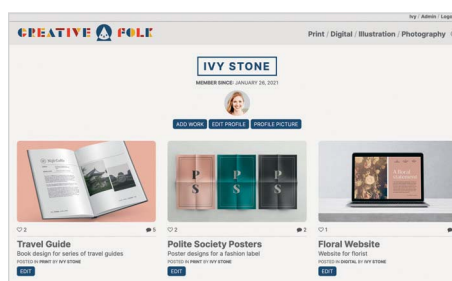 Ivy / Admin / Logo
CREATIVE FOLK
Print / Digital / Illustration / Photography
IVY STONE
MEMBER SINCE: JANUARY 26, 2021
ADD WORK EDIT PROFILE PROFILE PICTURE
P P P
S S S
♡ 2 5
♡ 2 2
♡ 1
Travel Guide
Book design for series of travel guides
POSTED IN PRINT BY IVY STONE
EDIT
Polite Society Posters
Poster designs for a fashion label
POSTED IN PRINT BY IVY STONE
EDIT
Floral Website
Website for florist
POSTED IN DIGITAL BY IVY STONE
EDIT